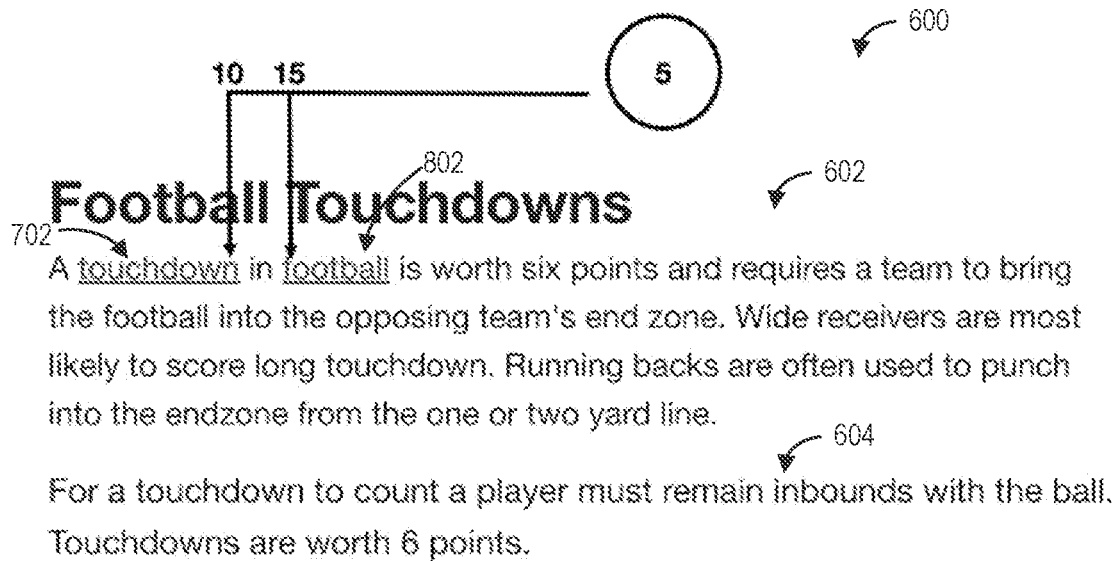 600
10 15 5
802
602
Football Touchdowns
702
A touchdown in football is worth six points and requires a team to bring
the football into the opposing team's end zone. Wide receivers are most
likely to score long touchdown. Running backs are often used to punch
into the endzone from the one or two yard line.
604
For a touchdown to count a player must remain inbounds with the ball.
Touchdowns are worth 6 points.